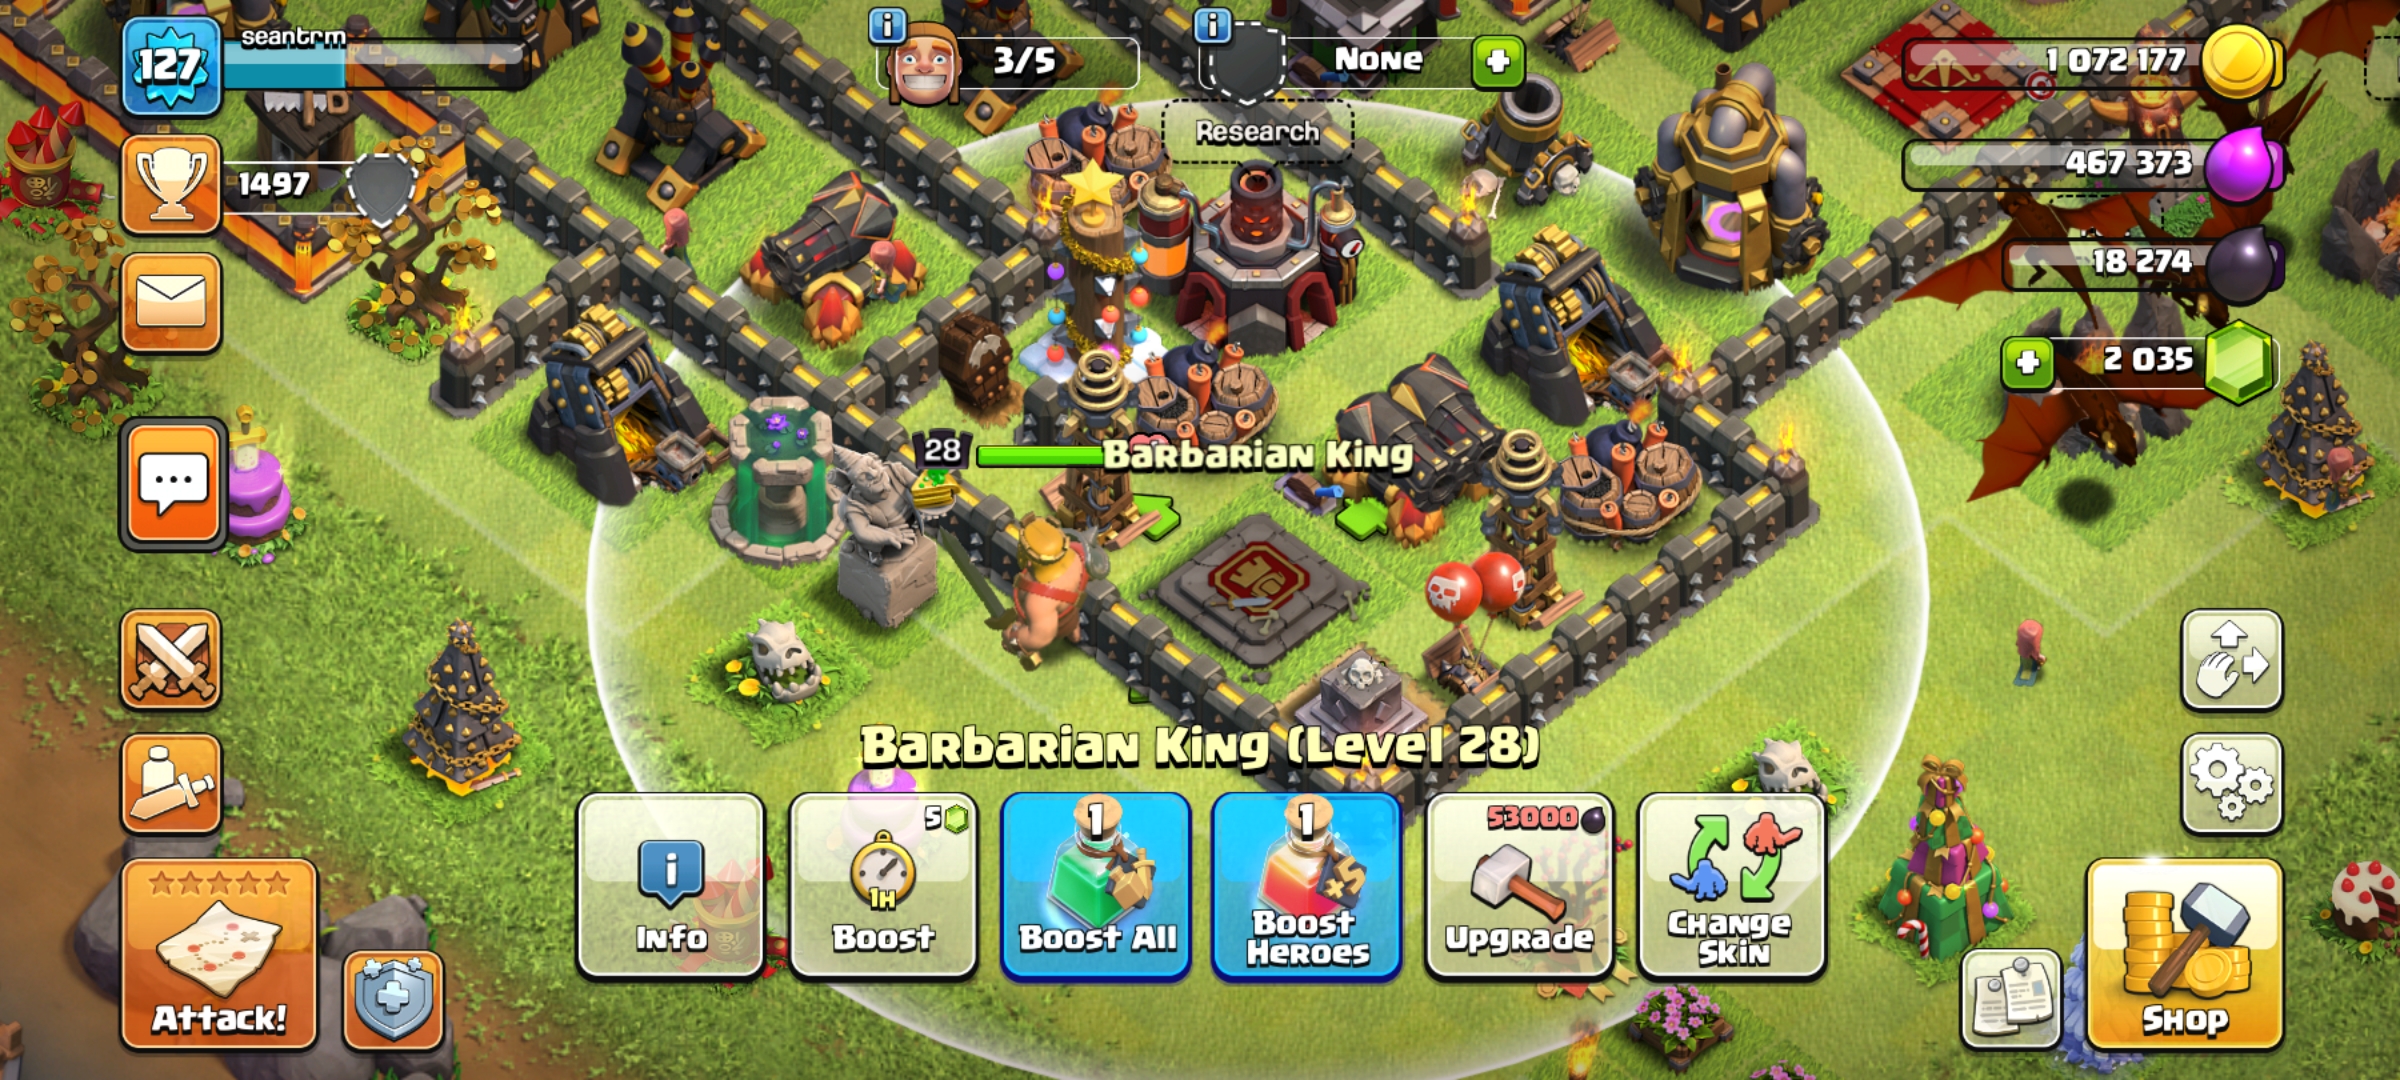 127
seantrm
3/5
None
1 072 177
Research
467 373
1497
18 274
2 035
28
Barbarian King
Barbarian King (Level 28)
Info
5
1H
Boost
1
Boost All
1
+5
Boost
Heroes
53000
Upgrade
Change
Skin
Attack!
Shop